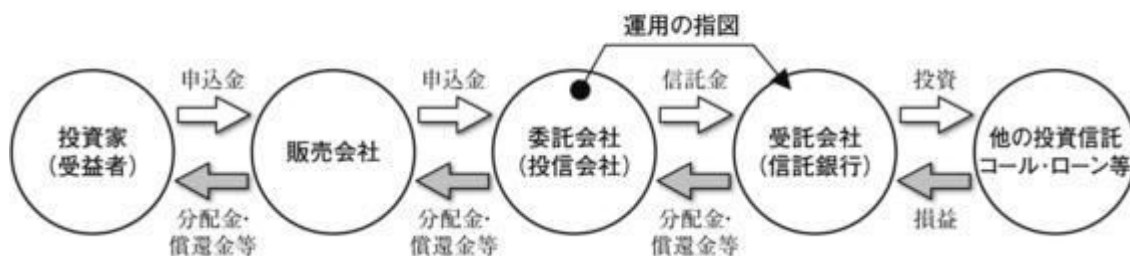 運用の指図
申込金
申込金
信託金
投資
投資家
(受益者)
販売会社
委託会社
(投信会社)
受託会社
(信託銀行)
他の投資信託
コール・ローン等
分配金・
償還金等
分配金・
償還金等
分配金・
償還金等
損益